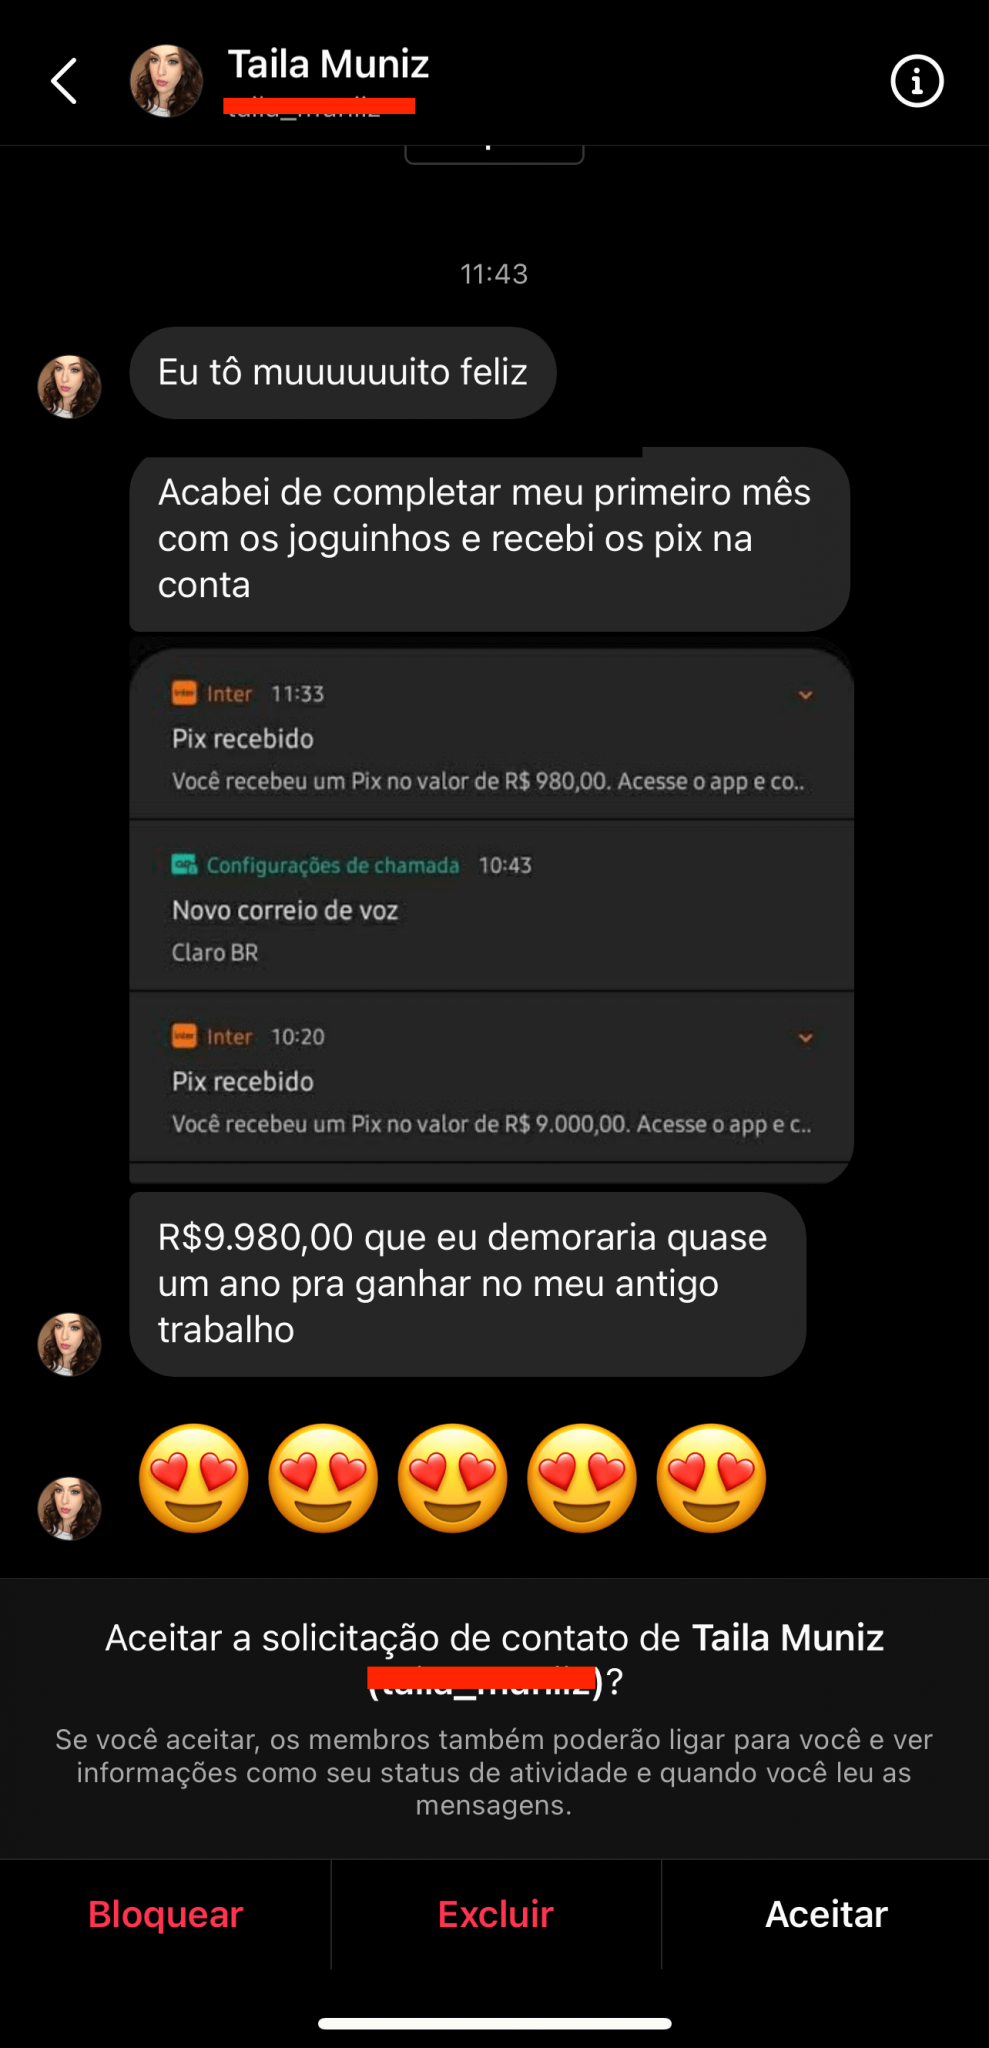 Taila Muniz
11:43
Eu tô muuuuuuito feliz
Acabei de completar meu primeiro mês
com os joguinhos e recebi os pix na
conta
Inter 11:33
Pix recebido
Você recebeu um Pix no valor de R$ 980,00. Acesse o app e co..
Configurações de chamada 10:43
Novo correio de voz
Claro BR
Inter 10:20
Pix recebido
Você recebeu um Pix no valor de R$ 9.000,00. Acesse o app e c..
R$9.980,00 que eu demoraria quase
um ano pra ganhar no meu antigo
trabalho
Aceitar a solicitação de contato de Taila Muniz
?
Se você aceitar, os membros também poderão ligar para você e ver
informações como seu status de atividade e quando você leu as
mensagens.
Bloquear
Excluir
Aceitar